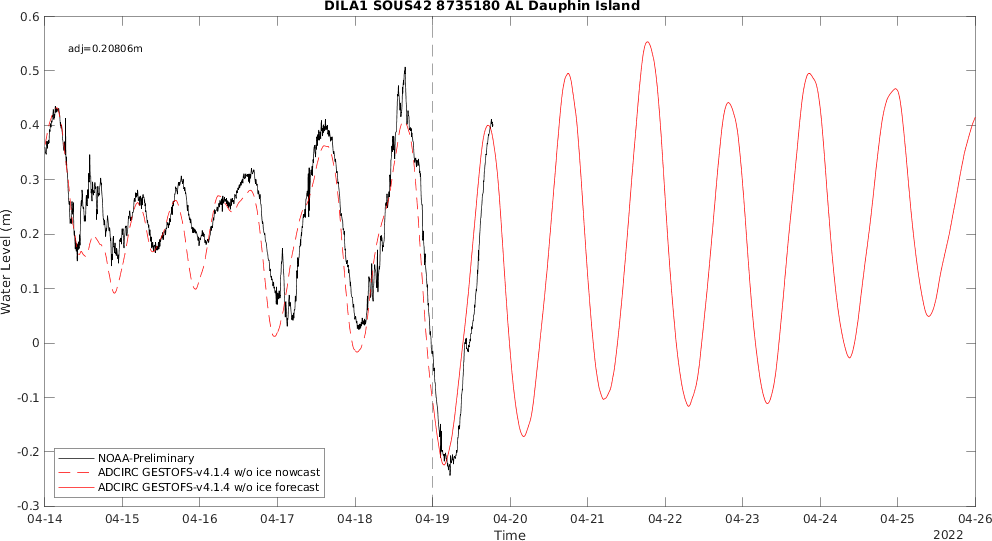 DILA1 SOUS42 8735180 AL Dauphin Island
0.6
adj=0.20806m
0.5
0.4
0.3
0.2
0.1
0
-0.1
-0.2
-0.3
Water Level (m)
NOAA-Preliminary
ADCIRC GESTOFS-v4.1.4 w/o ice nowcast
ADCIRC GESTOFS-v4.1.4 w/o ice forecast
04-14 04-15 04-16 04-17 04-18 04-19 04-20 04-21 04-22 04-23 04-24 04-25 04-26
Time
2022